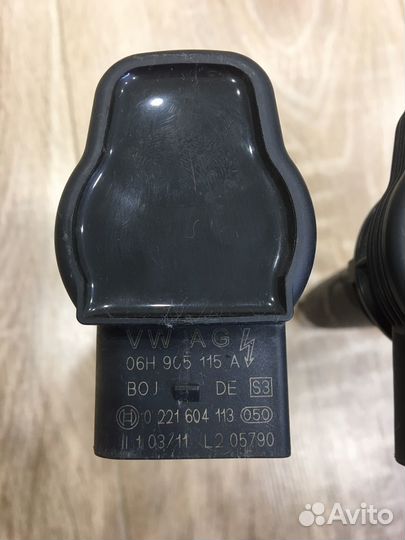 VW AG
06H 905 115 A
BOJ DE S3
0 221 604 113 050
II 1 03/11 L2 05790
Avito